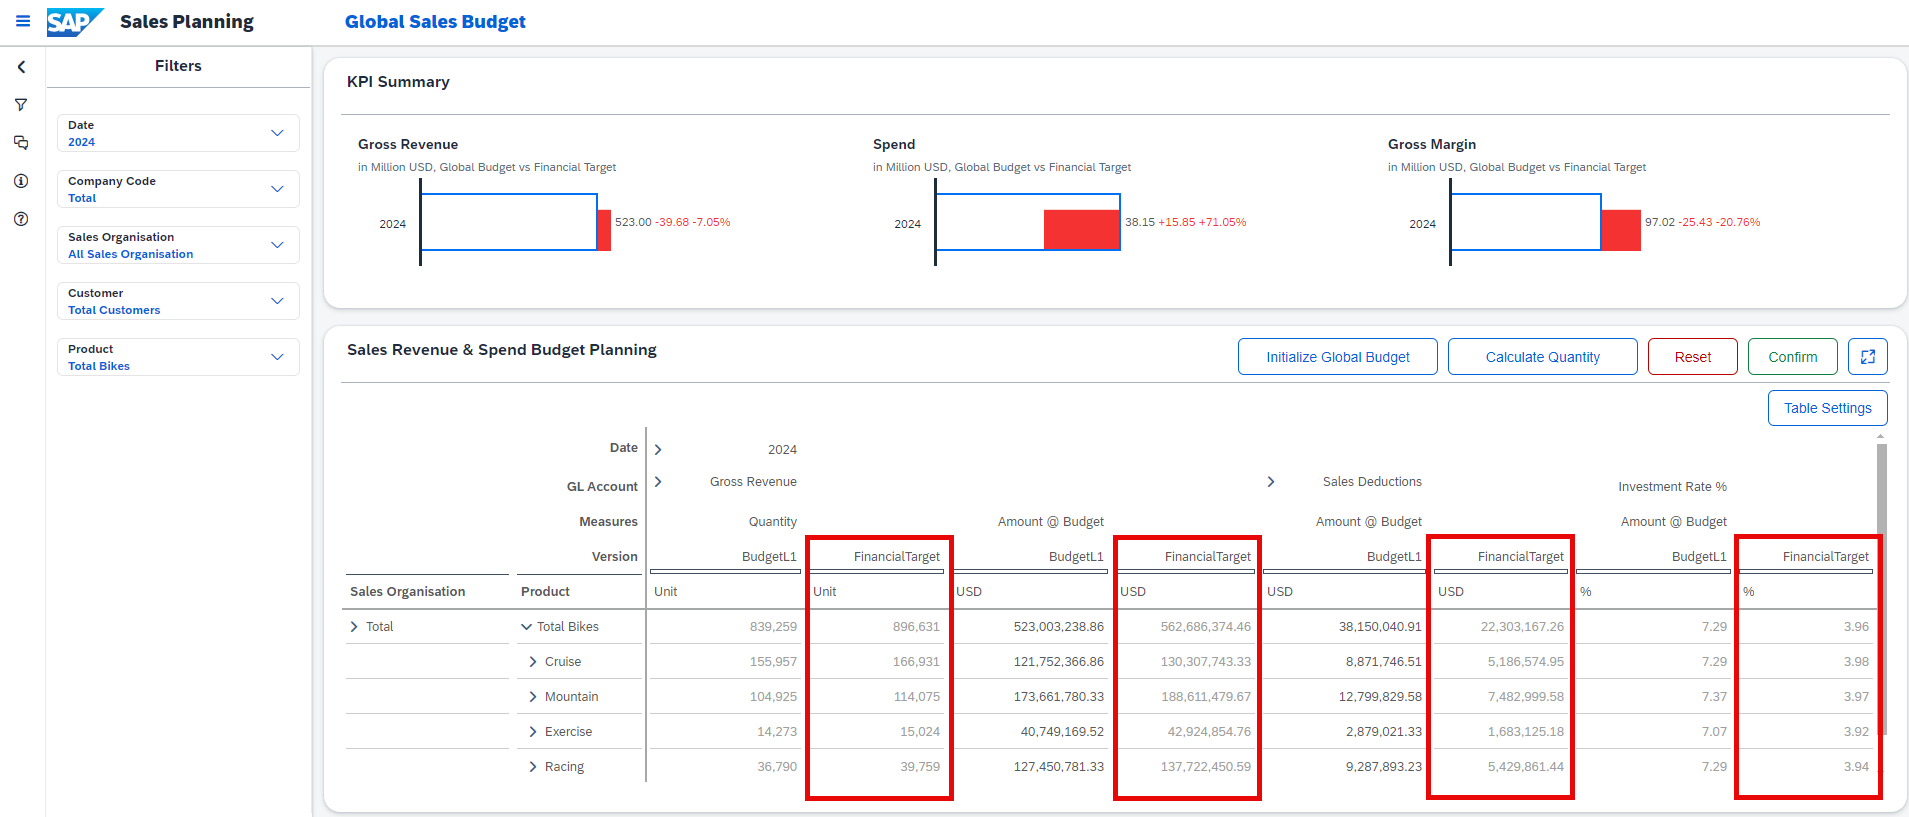 SAP Sales Planning Global Sales Budget
Filters
Date
2024
Company Code
Total
Sales Organisation
All Sales Organisation
Customer
Total Customers
Product
Total Bikes
KPI Summary
Gross Revenue
in Million USD, Global Budget vs Financial Target
2024 523.00 -39.68 -7.05%
Spend
in Million USD, Global Budget vs Financial Target
2024 38.15 +15.85 +71.05%
Gross Margin
in Million USD, Global Budget vs Financial Target
2024 97.02 -25.43 -20.76%
Sales Revenue & Spend Budget Planning
Initialize Global Budget Calculate Quantity Reset Confirm
Table Settings
Date 2024
GL Account Gross Revenue Sales Deductions Investment Rate %
Measures Quantity Amount @ Budget Amount @ Budget Amount @ Budget
Version BudgetL1 FinancialTarget BudgetL1 FinancialTarget BudgetL1 FinancialTarget BudgetL1 FinancialTarget
Sales Organisation Product Unit Unit USD USD USD USD % %
Total Total Bikes 839,259 896,631 523,003,238.86 562,686,374.46 38,150,040.91 22,303,167.26 7.29 3.96
Cruise 155,957 166,931 121,752,366.86 130,307,743.33 8,871,746.51 5,186,574.95 7.29 3.98
Mountain 104,925 114,075 173,661,780.33 188,611,479.67 12,799,829.58 7,482,999.58 7.37 3.97
Exercise 14,273 15,024 40,749,169.52 42,924,854.76 2,879,021.33 1,683,125.18 7.07 3.92
Racing 36,790 39,759 127,450,781.33 137,722,450.59 9,287,893.23 5,429,861.44 7.29 3.94